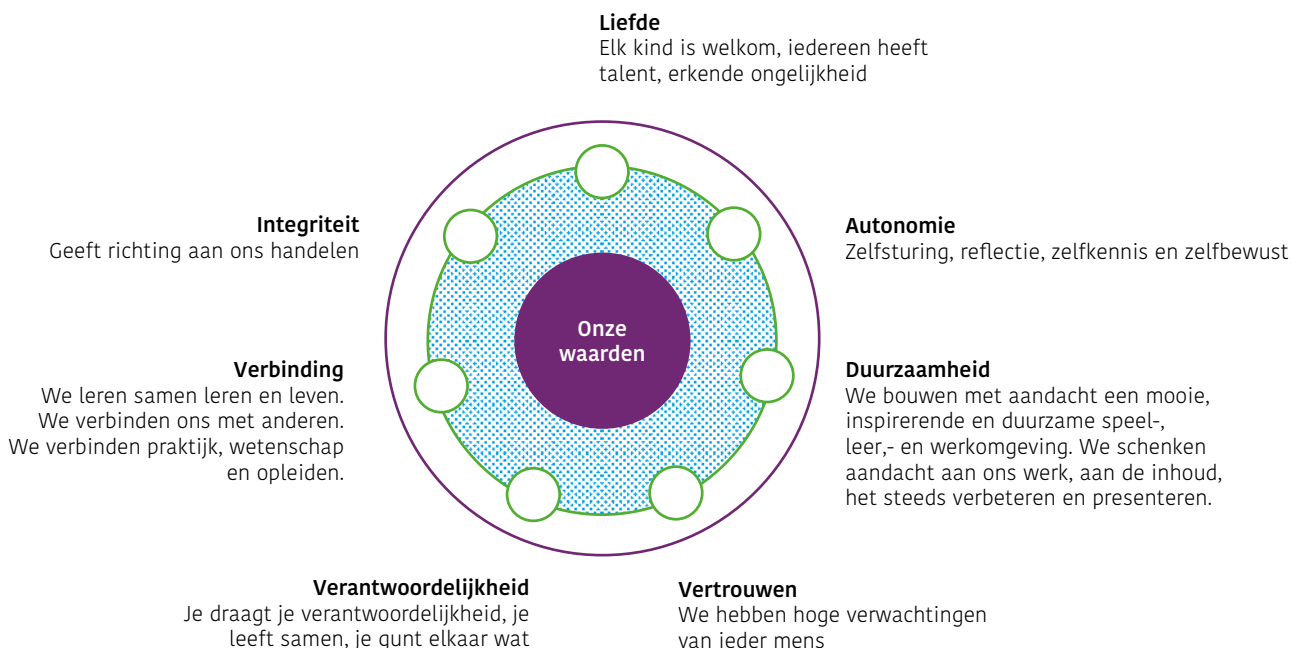 Liefde
Elk kind is welkom, iedereen heeft
talent, erkende ongelijkheid
Integriteit
Geeft richting aan ons handelen
Autonomie
Zelfsturing, reflectie, zelfkennis en zelfbewust
Onze
waarden
Verbinding
We leren samen leren en leven.
We verbinden ons met anderen.
We verbinden praktijk, wetenschap
en opleiden.
Duurzaamheid
We bouwen met aandacht een mooie,
inspirerende en duurzame speel-,
leer,- en werkomgeving. We schenken
aandacht aan ons werk, aan de inhoud,
het steeds verbeteren en presenteren.
Verantwoordelijkheid
Je draagt je verantwoordelijkheid, je
leeft samen, je gunt elkaar wat
Vertrouwen
We hebben hoge verwachtingen
van ieder mens